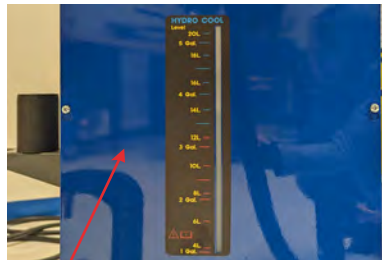 HYDRO COOL
Level
20L
5 Gal.
18L
16L
4 Gal.
14L
12L
3 Gal.
10L
8L
2 Gal.
6L
4L
1 Gal.